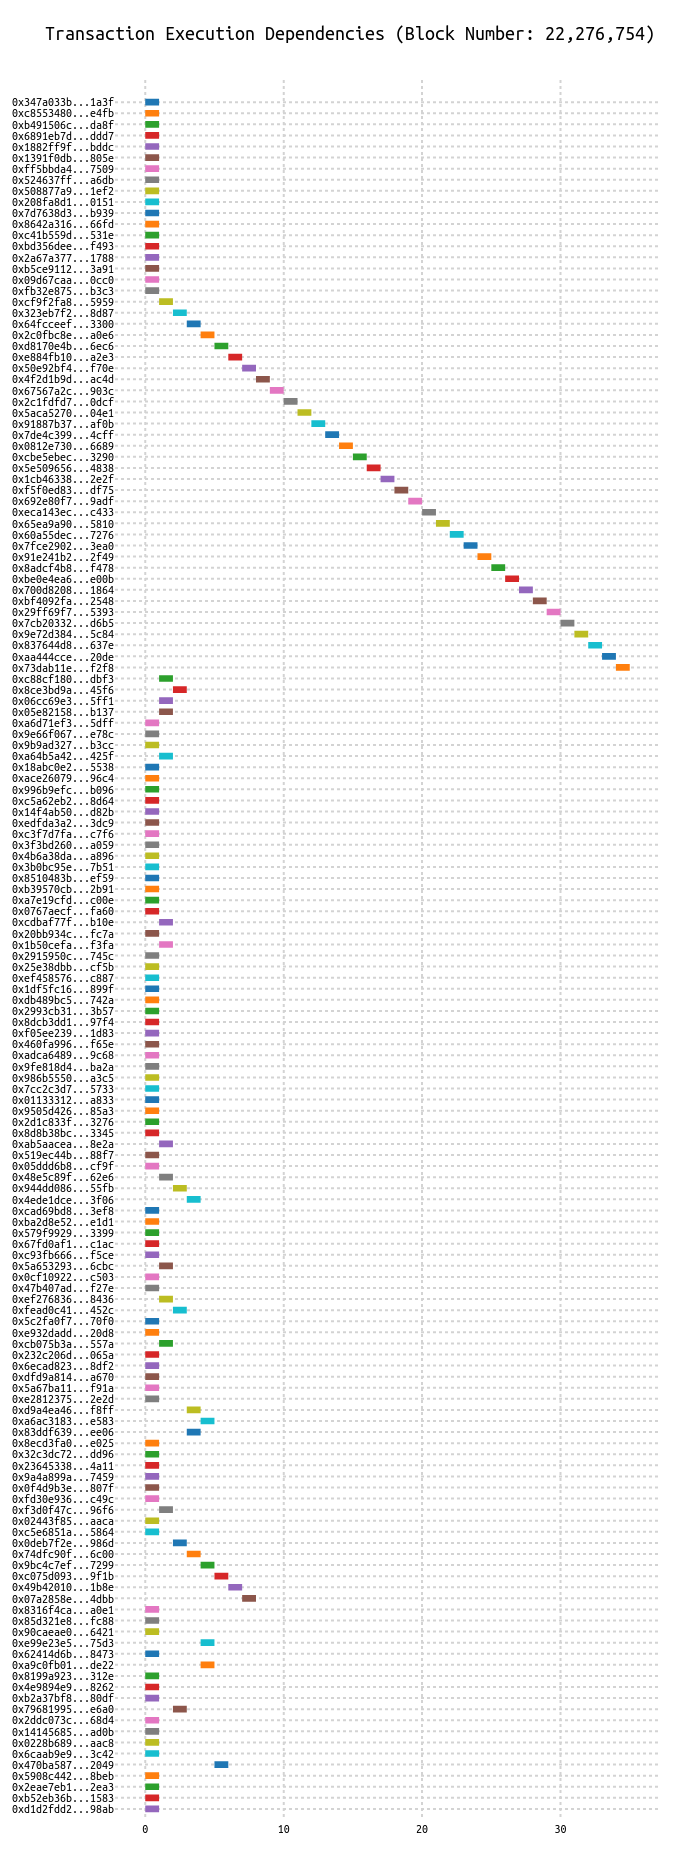 Transaction Execution Dependencies (Block Number: 22,276,754)
0x347a033b...1a3f
0xc8553480...e4fb
0xb491506c...da8f
0x6891eb7d...ddd7
0x1882ff9f...bddc
0x1391f0db...805e
0xff5bbda4...7509
0x524637ff...a6db
0x508877a9...1ef2
0x208fa8d1...0151
0x7d7638d3...b939
0x8642a316...66fd
0xc41b559d...531e
0xbd356dee...f493
0x2a67a377...1788
0xb5ce9112...3a91
0x09d67caa...0cc0
0xfb32e875...b3c3
0xcf9f2fa8...5959
0x323eb7f2...8d87
0x64fcceef...3300
0x2c0fbc8e...a0e6
0xd8170e4b...6ec6
0xe884fb10...a2e3
0x50e92bf4...f70e
0x4f2d1b9d...ac4d
0x67567a2c...903c
0x2c1fdfd7...0dcf
0x5aca5270...04e1
0x91887b37...af0b
0x7de4c399...4cff
0x0812e730...6689
0xcbe5ebec...3290
0x5e509656...4838
0x1cb46338...2e2f
0xf5f0ed83...df75
0x692e80f7...9adf
0xeca143ec...c433
0x65ea9a90...5810
0x60a55dec...7276
0x7fce2902...3ea0
0x91e241b2...2f49
0x8adcf4b8...f478
0xbe0e4ea6...e00b
0x700d8208...1864
0xbf4092fa...2548
0x29ff69f7...5393
0x7cb20332...d6b5
0x9e72d384...5c84
0x837644d8...637e
0xaa444cce...20de
0x73dab11e...f2f8
0xc88cf180...dbf3
0x8ce3bd9a...45f6
0x06cc69e3...5ff1
0x05e82158...b137
0xa6d71ef3...5dff
0x9e66f067...e78c
0x9b9ad327...b3cc
0xa64b5a42...425f
0x18abc0e2...5538
0xace26079...96c4
0x996b9efc...b096
0xc5a62eb2...8d64
0x14f4ab50...d82b
0xedfda3a2...3dc9
0xc3f7d7fa...c7f6
0x3f3bd260...a059
0x4b6a38da...a896
0x3b0bc95e...7b51
0x8510483b...ef59
0xb39570cb...2b91
0xa7e19cfd...c00e
0x0767aecf...fa60
0xcdbaf77f...b10e
0x20bb934c...fc7a
0x1b50cefa...f3fa
0x2915950c...745c
0x25e38dbb...cf5b
0xef458576...c887
0x1df5fc16...899f
0xdb489bc5...742a
0x2993cb31...3b57
0x8dcb3dd1...97f4
0xf05ee239...1d83
0x460fa996...f65e
0xadca6489...9c68
0x9fe818d4...ba2a
0x986b5550...a3c5
0x7cc2c3d7...5733
0x01133312...a833
0x9505d426...85a3
0x2d1c833f...3276
0x8d8b38bc...3345
0xab5aacea...8e2a
0x519ec44b...88f7
0x05ddd6b8...cf9f
0x48e5c89f...62e6
0x944dd086...55fb
0x4ede1dce...3f06
0xcad69bd8...3ef8
0xba2d8e52...e1d1
0x579f9929...3399
0x67fd0af1...c1ac
0xc93fb666...f5ce
0x5a653293...6cbc
0x0cf10922...c503
0x47b407ad...f27e
0xef276836...8436
0xfead0c41...452c
0x5c2fa0f7...70f0
0xe932dadd...20d8
0xcb075b3a...557a
0x232c206d...065a
0x6ecad823...8df2
0xdfd9a814...a670
0x5a67ba11...f91a
0xe2812375...2e2d
0xd9a4ea46...f8ff
0xa6ac3183...e583
0x83ddf639...ee06
0x8ecd3fa0...e025
0x32c3dc72...dd96
0x23645338...4a11
0x9a4a899a...7459
0x0f4d9b3e...807f
0xfd30e936...c49c
0xf3d0f47c...96f6
0x02443f85...aaca
0xc5e6851a...5864
0x0deb7f2e...986d
0x74dfc90f...6c00
0x9bc4c7ef...7299
0xc075d093...9f1b
0x49b42010...1b8e
0x07a2858e...4dbb
0x8316f4ca...a0e1
0x85d321e8...fc88
0x90caeae0...6421
0xe99e23e5...75d3
0x62414d6b...8473
0xa9c0fb01...de22
0x8199a923...312e
0x4e9894e9...8262
0xb2a37bf8...80df
0x79681995...e6a0
0x2ddc073c...68d4
0x14145685...ad0b
0x0228b689...aac8
0x6caab9e9...3c42
0x470ba587...2049
0x5908c442...8beb
0x2eae7eb1...2ea3
0xb52eb36b...1583
0xd1d2fdd2...98ab
0 10 20 30